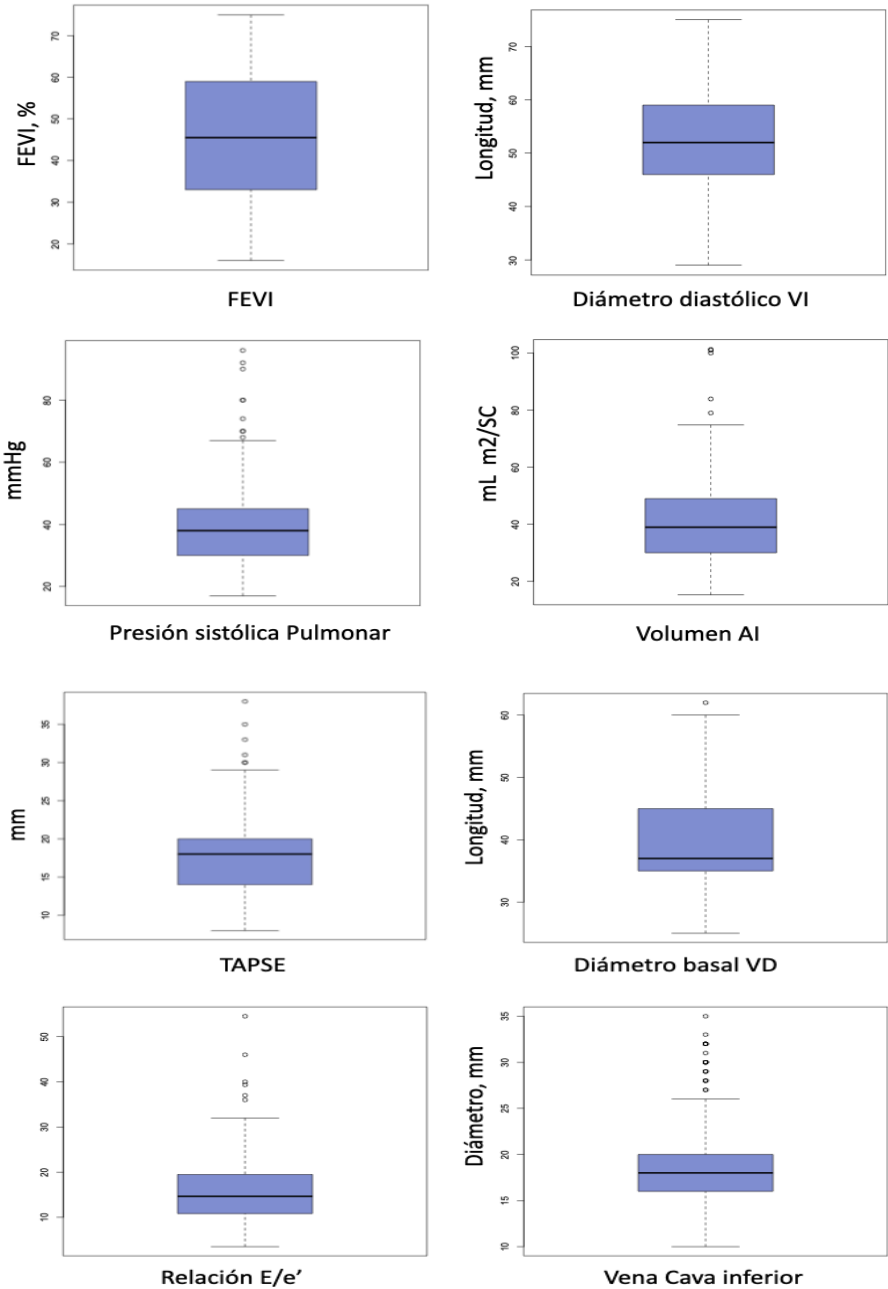 FEVI, %
20
30
40
50
60
70
FEVI
Longitud, mm
30
40
50
60
70
Diámetro diastólico VI
mmHg
20
40
60
80
Presión sistólica Pulmonar
mL m2/SC
20
40
60
80
100
Volumen AI
mm
10
15
20
25
30
35
TAPSE
Longitud, mm
30
40
50
60
Diámetro basal VD
10
20
30
40
50
Relación E/e’
Diámetro, mm
10
15
20
25
30
35
Vena Cava inferior